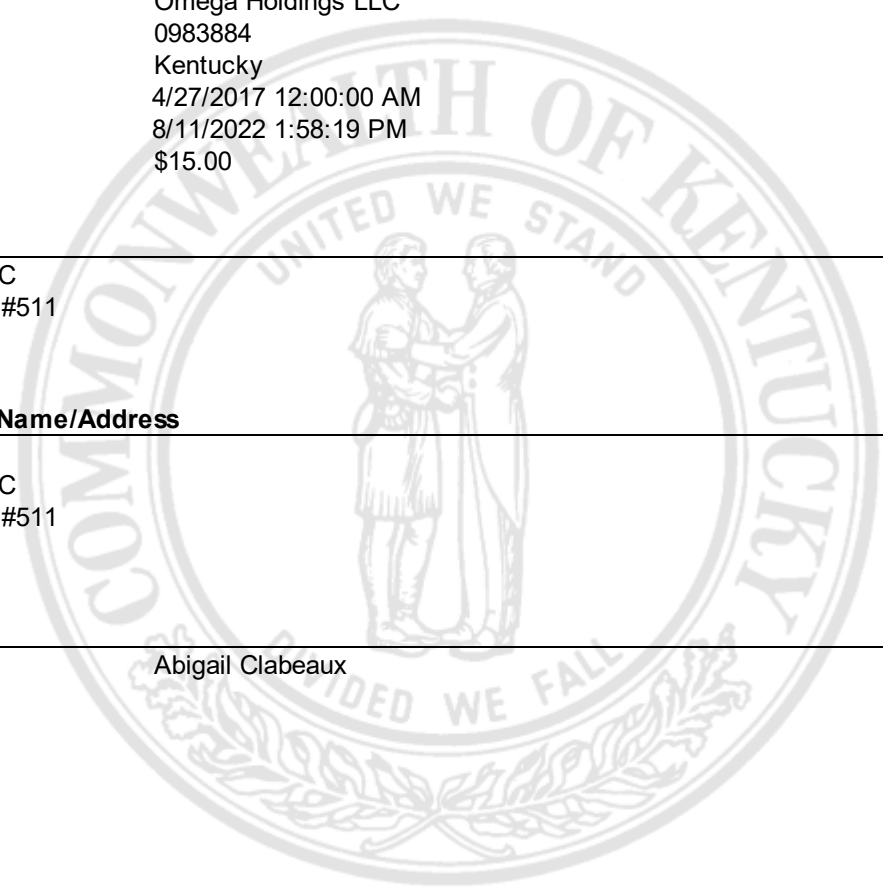 Omega Holdings LLC
0983884
Kentucky
4/27/2017 12:00:00 AM
8/11/2022 1:58:19 PM
$15.00
C
#511
Name/Address
C
#511
Abigail Clabeaux
COMMONWEALTH OF KENTUCKY
UNITED WE STAND
DIVIDED WE FALL